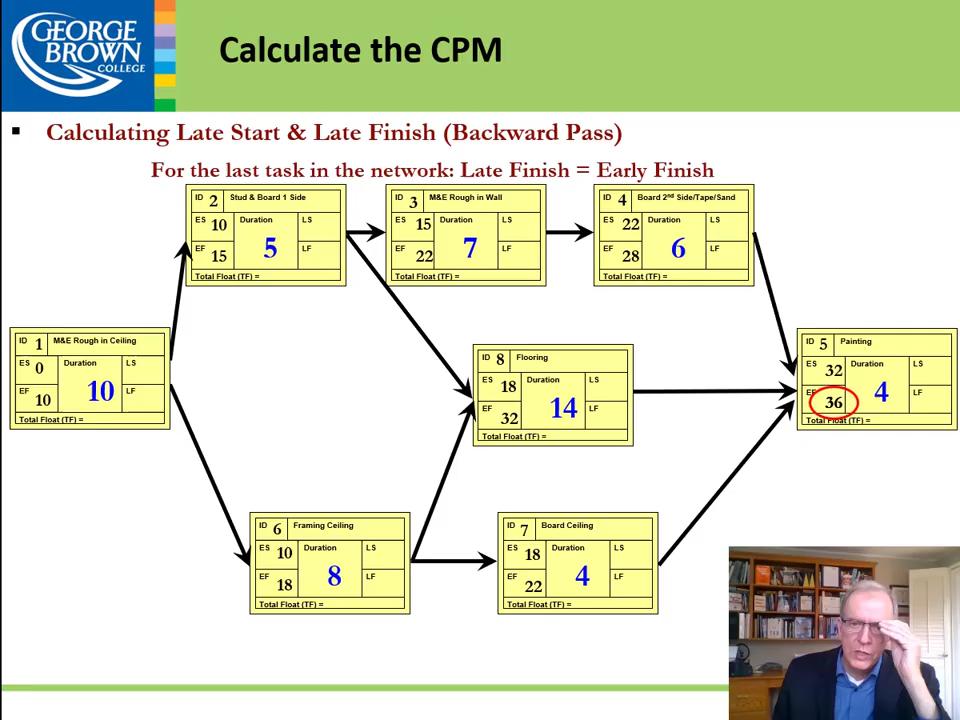 GEORGE
BROWN
COLLEGE
Calculate the CPM
▪ Calculating Late Start & Late Finish (Backward Pass)
For the last task in the network: Late Finish = Early Finish
ID 2 Stud & Board 1 Side
ES 10 Duration LS
5
EF 15 LF
Total Float (TF) =
ID 3 M&E Rough in Wall
ES 15 Duration LS
7
EF 22 LF
Total Float (TF) =
ID 4 Board 2nd Side/Tape/Sand
ES 22 Duration LS
6
EF 28 LF
Total Float (TF) =
ID 1 M&E Rough in Ceiling
ES 0 Duration LS
10
EF 10 LF
Total Float (TF) =
ID 8 Flooring
ES 18 Duration LS
14
EF 32 LF
Total Float (TF) =
ID 5 Painting
ES 32 Duration LS
4
EF 36 LF
Total Float (TF) =
ID 6 Framing Ceiling
ES 10 Duration LS
8
EF 18 LF
Total Float (TF) =
ID 7 Board Ceiling
ES 18 Duration LS
4
EF 22 LF
Total Float (TF) =